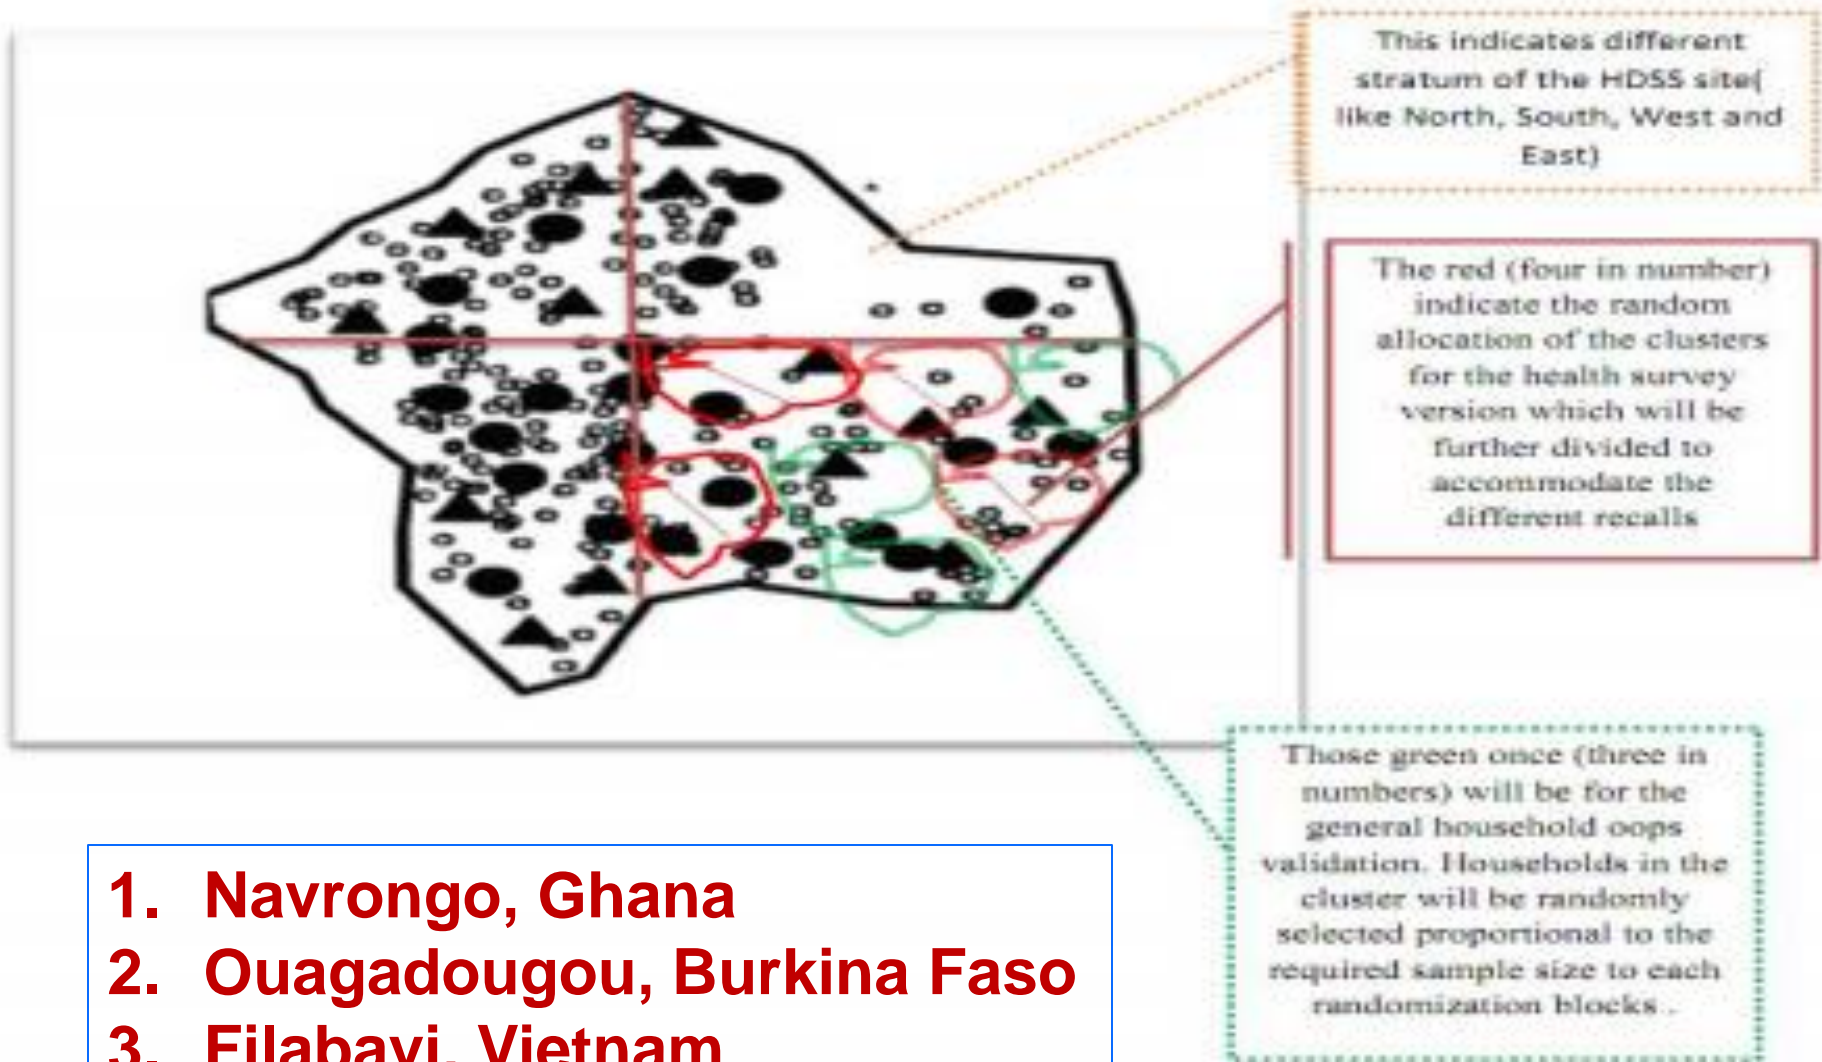 This indicates different
stratum of the HDSS site(
like North, South, West and
East)
The red (four in number)
indicate the random
allocation of the clusters
for the health survey
version which will be
further divided to
accommodate the
different recalls
Those green once (three in
numbers) will be for the
general household oops
validation. Households in the
cluster will be randomly
selected proportional to the
required sample size to each
randomization blocks .
1. Navrongo, Ghana
2. Ouagadougou, Burkina Faso
3. Filabavi, Vietnam